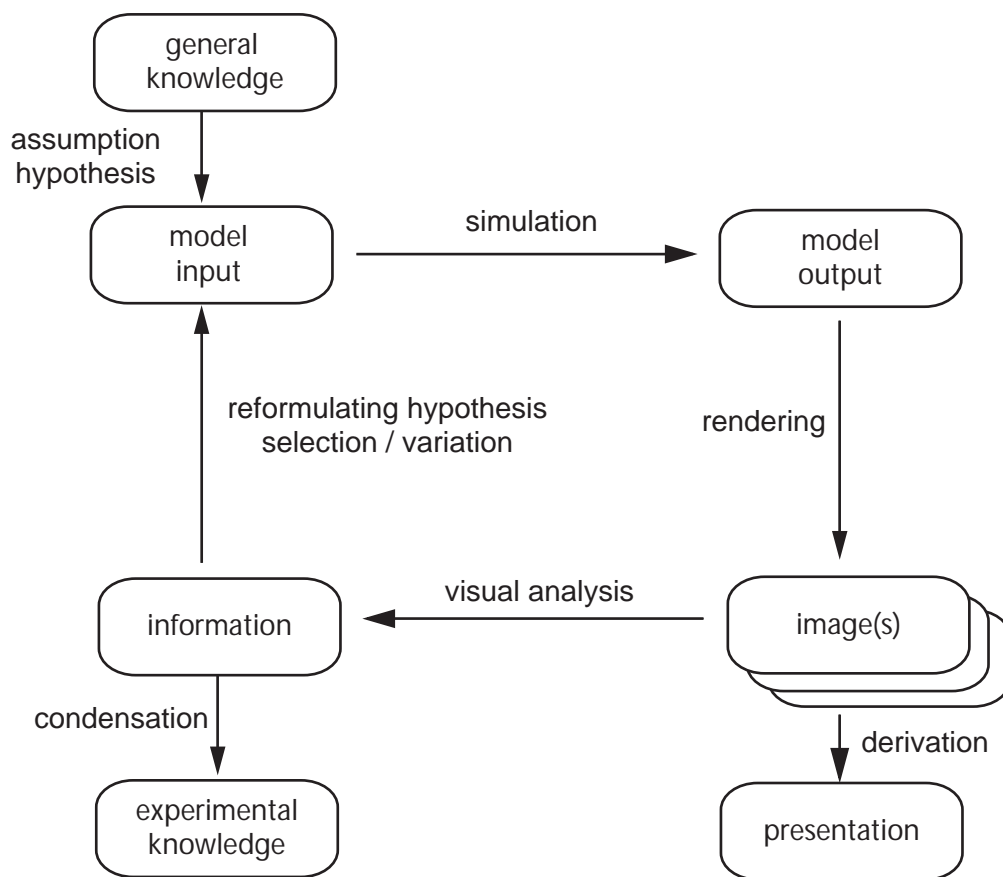 general
knowledge
assumption
hypothesis
model
input
simulation
model
output
reformulating hypothesis
selection / variation
rendering
information
visual analysis
image(s)
condensation
derivation
experimental
knowledge
presentation